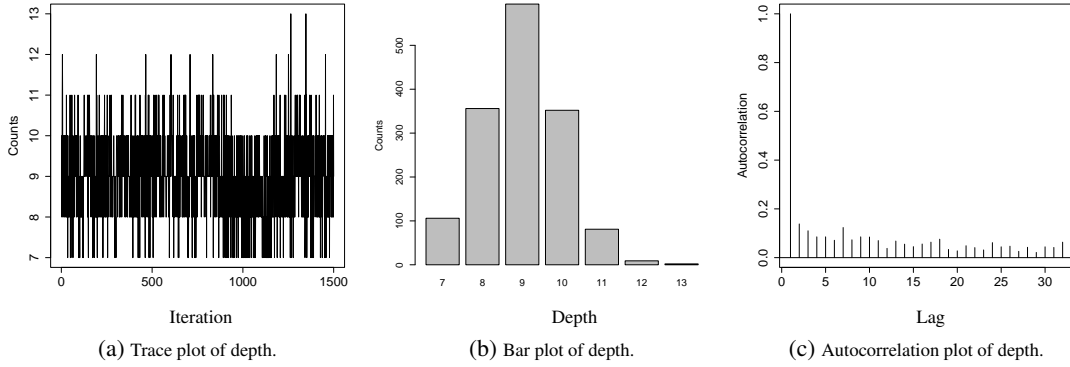 13
12
11
10
9
8
7
Counts
0
500
1000
1500
Iteration
(a) Trace plot of depth.
500
400
300
200
100
0
Counts
7 8 9 10 11 12 13
Depth
(b) Bar plot of depth.
1.0
0.8
0.6
0.4
0.2
0.0
Autocorrelation
0 5 10 15 20 25 30
Lag
(c) Autocorrelation plot of depth.